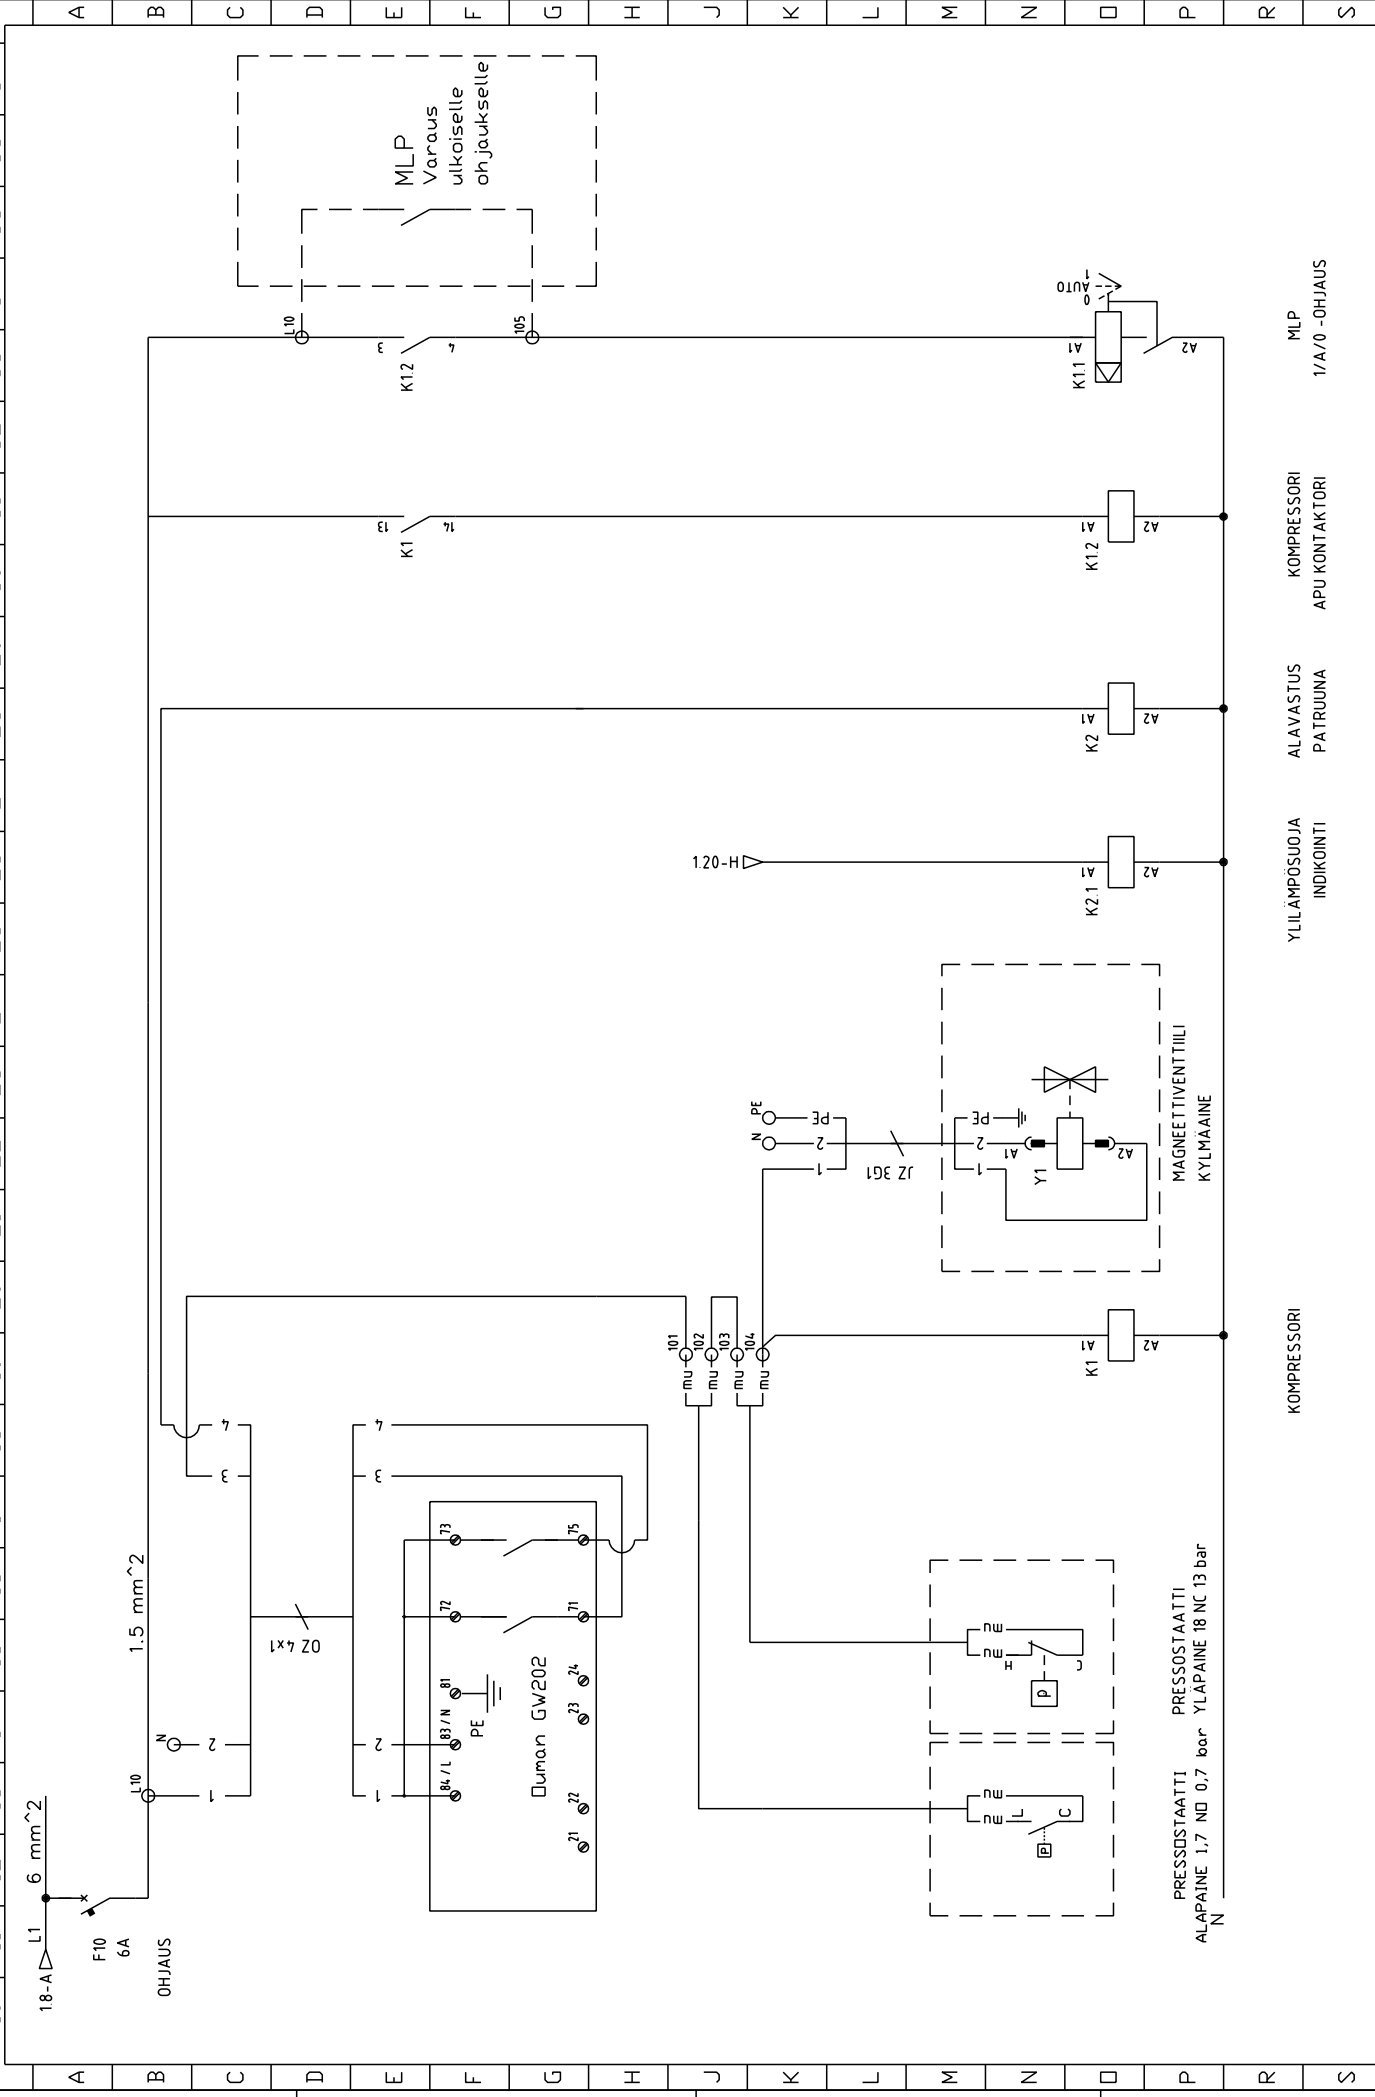 A
B
C
D
E
F
G
H
J
K
L
M
N
O
P
R
S
1.8-A
L1
6 mm^2
F10
6A
OHJAUS
L10
N
1.5 mm^2
1
2
3
4
OZ 4x1
1
2
3
4
84 / L
83 / N
81
72
73
PE
Ouman GW202
21
22
23
24
71
75
MLP
Varaus
ulkoiselle
ohjaukselle
L10
105
3
4
K1.2
13
14
K1
101
102
103
104
mu
mu
mu
mu
N
PE
1
2
PE
JZ 3G1
1
2
PE
A1
A2
Y1
MAGNEETTIVENTTIILI
KYLMÄAINE
1.20-H
mu
mu
L
C
P
PRESSOSTAATTI
ALAPAINE 1,7 NO 0,7 bar
mu
mu
H
C
p
PRESSOSTAATTI
YLÄPAINE 18 NC 13 bar
N
A1
A2
K1
KOMPRESSORI
A1
A2
K2.1
YLILÄMPÖSUOJA
INDIKOINTI
A1
A2
K2
ALAVASTUS
PATRUUNA
A1
A2
K1.2
KOMPRESSORI
APU KONTAKTORI
A1
A2
K1.1
0
AUTO
1
MLP
1/A/0 -OHJAUS
A
B
C
D
E
F
G
H
J
K
L
M
N
O
P
R
S